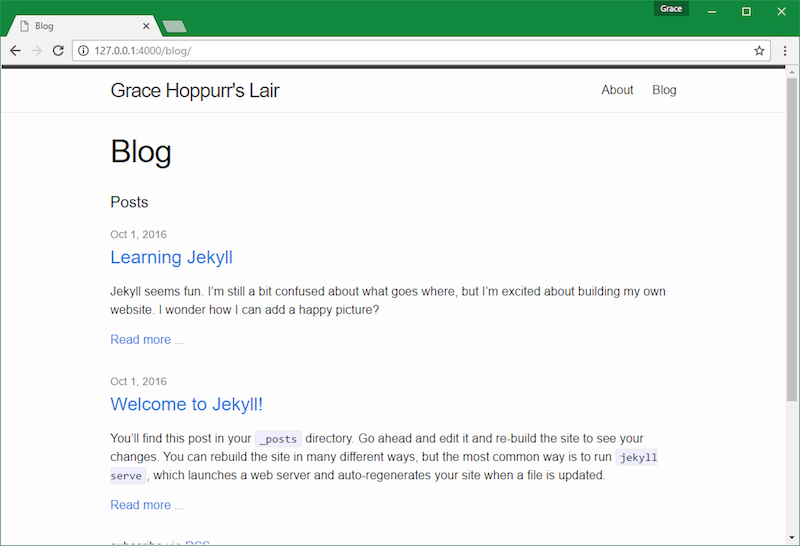 Grace
Blog
127.0.0.1:4000/blog/
Grace Hoppurr's Lair
About Blog
Blog
Posts
Oct 1, 2016
Learning Jekyll
Jekyll seems fun. I'm still a bit confused about what goes where, but I'm excited about building my own
website. I wonder how I can add a happy picture?
Read more ...
Oct 1, 2016
Welcome to Jekyll!
You'll find this post in your _posts directory. Go ahead and edit it and re-build the site to see your
changes. You can rebuild the site in many different ways, but the most common way is to run jekyll
serve, which launches a web server and auto-regenerates your site when a file is updated.
Read more ...
subscribe via RSS